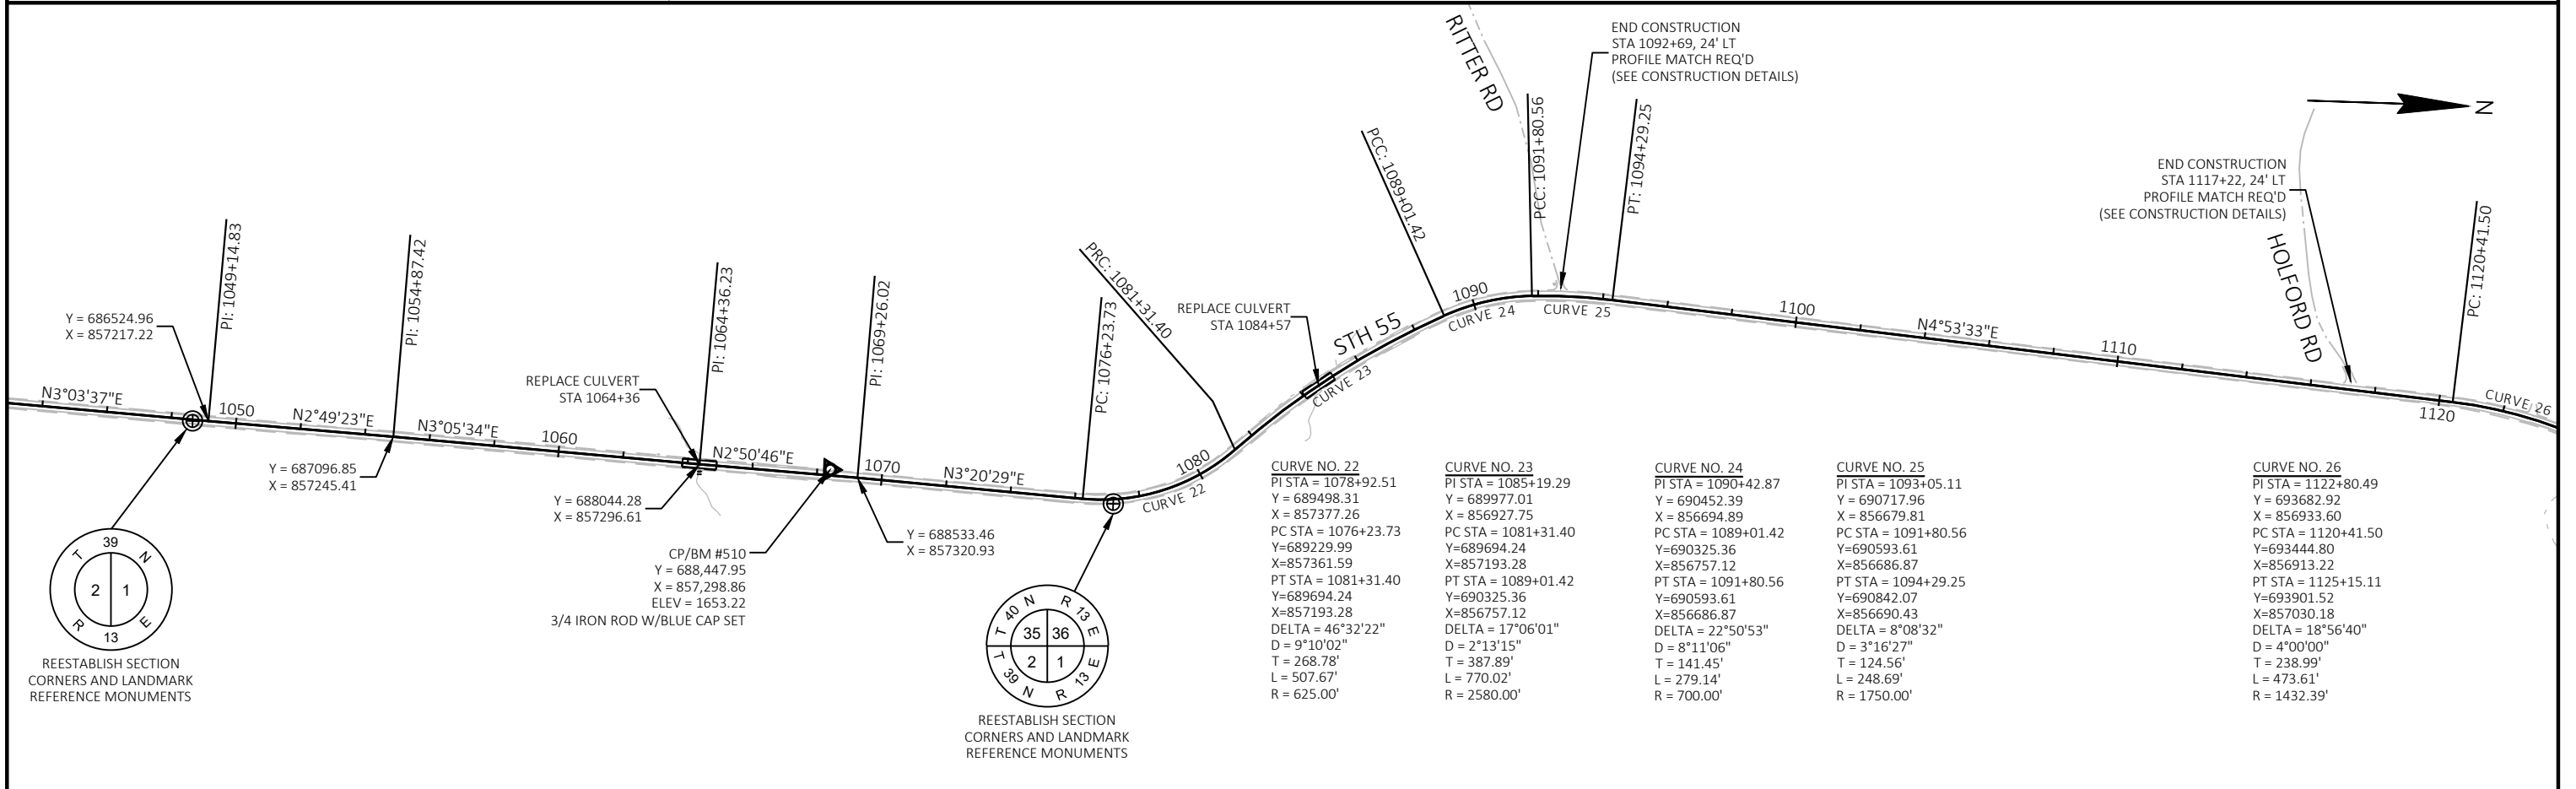 RITTER RD
END CONSTRUCTION
STA 1092+69, 24' LT
PROFILE MATCH REQ'D
(SEE CONSTRUCTION DETAILS)
N
END CONSTRUCTION
STA 1117+22, 24' LT
PROFILE MATCH REQ'D
(SEE CONSTRUCTION DETAILS)
HOLFORD RD
PI: 1049+14.83
PI: 1054+87.42
PI: 1064+36.23
PI: 1069+26.02
PC: 1076+23.73
PRC: 1081+31.40
PCC: 1089+01.42
PCC: 1091+80.56
PT: 1094+29.25
PC: 1120+41.50
Y = 686524.96
X = 857217.22
REPLACE CULVERT
STA 1064+36
REPLACE CULVERT
STA 1084+57
STH 55
N3°03'37"E
1050
N2°49'23"E
N3°05'34"E
1060
N2°50'46"E
1070
N3°20'29"E
CURVE 22
1080
CURVE 23
1090
CURVE 24
CURVE 25
1100
N4°53'33"E
1110
1120
CURVE 26
Y = 687096.85
X = 857245.41
Y = 688044.28
X = 857296.61
Y = 688533.46
X = 857320.93
CP/BM #510
Y = 688,447.95
X = 857,298.86
ELEV = 1653.22
3/4 IRON ROD W/BLUE CAP SET
T 39 N
2 1
R 13 E
REESTABLISH SECTION
CORNERS AND LANDMARK
REFERENCE MONUMENTS
T 40 N R 13 E
35 36
2 1
T 39 N R 13 E
REESTABLISH SECTION
CORNERS AND LANDMARK
REFERENCE MONUMENTS
CURVE NO. 22
PI STA = 1078+92.51
Y = 689498.31
X = 857377.26
PC STA = 1076+23.73
Y=689229.99
X=857361.59
PT STA = 1081+31.40
Y=689694.24
X=857193.28
DELTA = 46°32'22"
D = 9°10'02"
T = 268.78'
L = 507.67'
R = 625.00'
CURVE NO. 23
PI STA = 1085+19.29
Y = 689977.01
X = 856927.75
PC STA = 1081+31.40
Y=689694.24
X=857193.28
PT STA = 1089+01.42
Y=690325.36
X=856757.12
DELTA = 17°06'01"
D = 2°13'15"
T = 387.89'
L = 770.02'
R = 2580.00'
CURVE NO. 24
PI STA = 1090+42.87
Y = 690452.39
X = 856694.89
PC STA = 1089+01.42
Y=690325.36
X=856757.12
PT STA = 1091+80.56
Y=690593.61
X=856686.87
DELTA = 22°50'53"
D = 8°11'06"
T = 141.45'
L = 279.14'
R = 700.00'
CURVE NO. 25
PI STA = 1093+05.11
Y = 690717.96
X = 856679.81
PC STA = 1091+80.56
Y=690593.61
X=856686.87
PT STA = 1094+29.25
Y=690842.07
X=856690.43
DELTA = 8°08'32"
D = 3°16'27"
T = 124.56'
L = 248.69'
R = 1750.00'
CURVE NO. 26
PI STA = 1122+80.49
Y = 693682.92
X = 856933.60
PC STA = 1120+41.50
Y=693444.80
X=856913.22
PT STA = 1125+15.11
Y=693901.52
X=857030.18
DELTA = 18°56'40"
D = 4°00'00"
T = 238.99'
L = 473.61'
R = 1432.39'